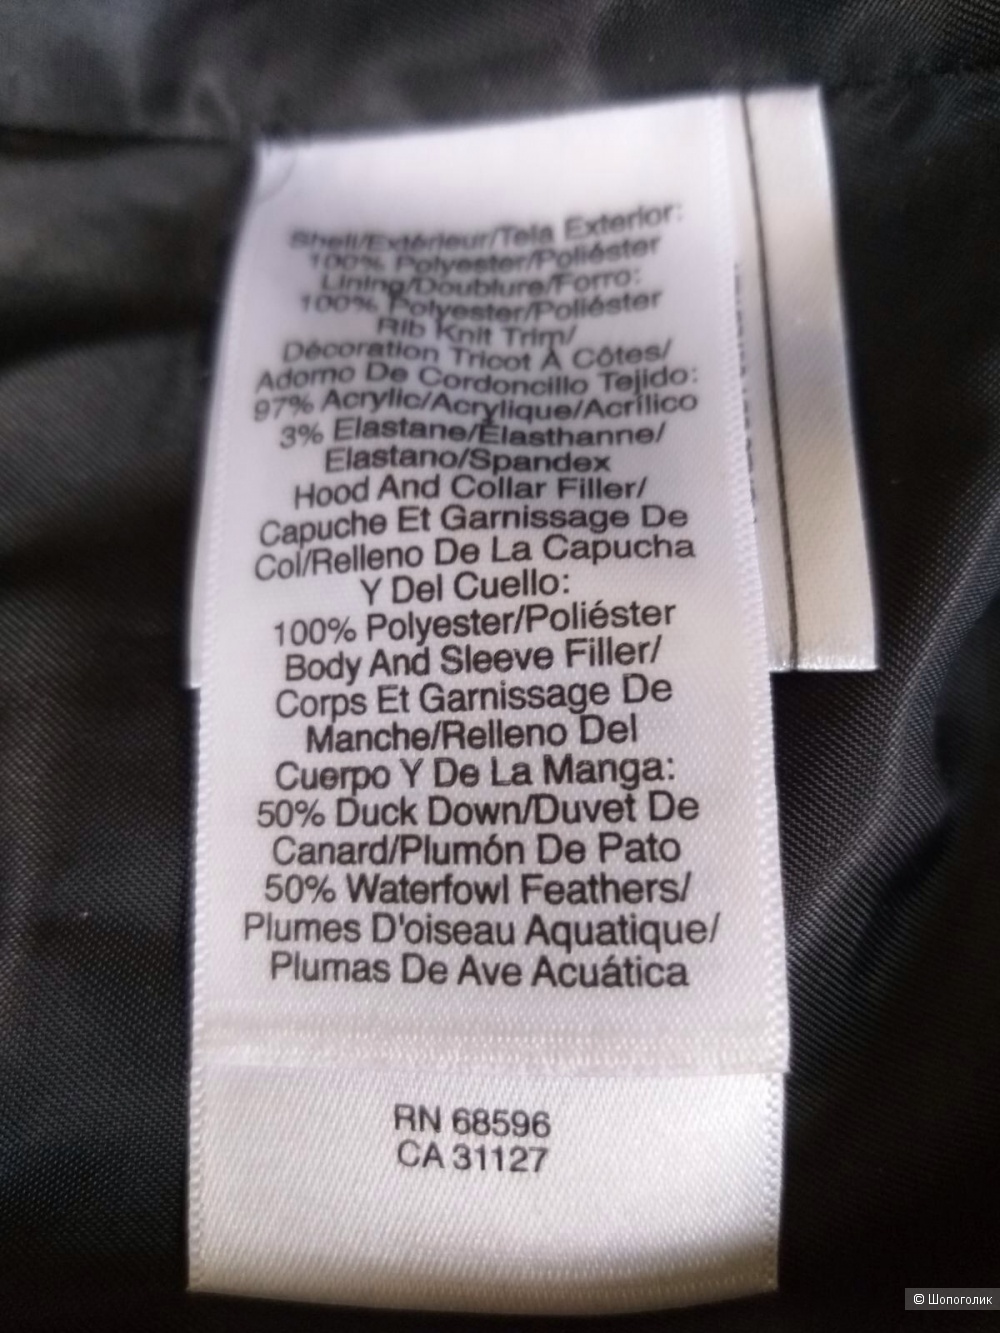 Shell/Extérieur/Tela Exterior:
100% Polyester/Poliéster
Lining/Doublure/Forro:
100% Polyester/Poliéster
Rib Knit Trim/
Décoration Tricot À Côtes/
Adorno De Cordoncillo Tejido:
97% Acrylic/Acrylique/Acrílico
3% Elastane/Élasthanne/
Elastano/Spandex
Hood And Collar Filler/
Capuche Et Garnissage De
Col/Relleno De La Capucha
Y Del Cuello:
100% Polyester/Poliéster
Body And Sleeve Filler/
Corps Et Garnissage De
Manche/Relleno Del
Cuerpo Y De La Manga:
50% Duck Down/Duvet De
Canard/Plumón De Pato
50% Waterfowl Feathers/
Plumes D'oiseau Aquatique/
Plumas De Ave Acuática
RN 68596
CA 31127
© Шопоголик